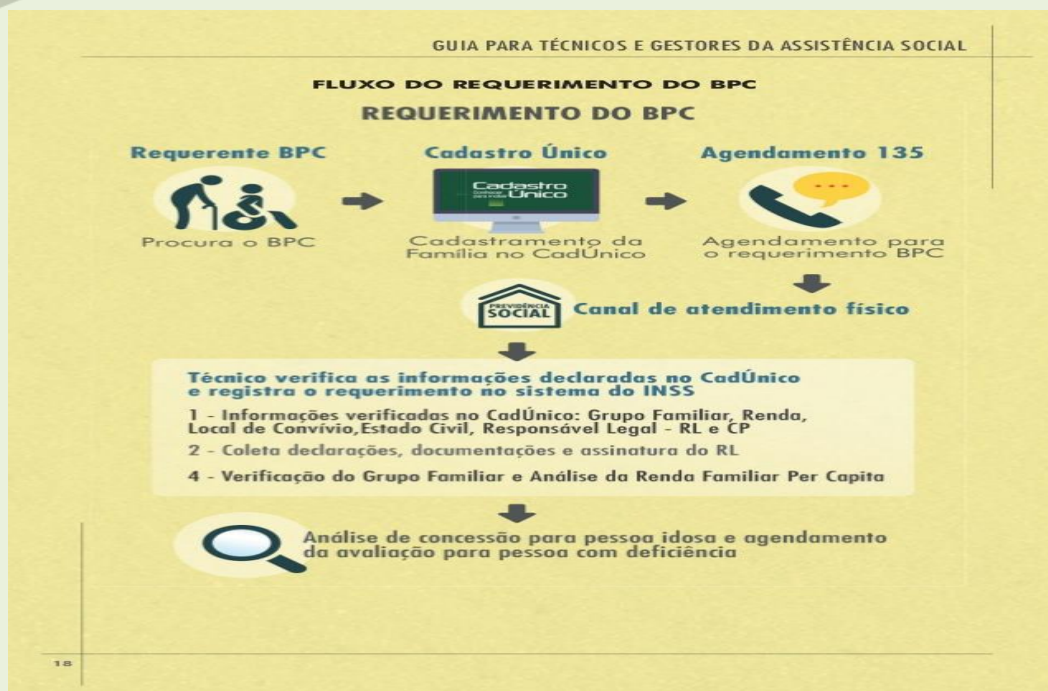 GUIA PARA TÉCNICOS E GESTORES DA ASSISTÊNCIA SOCIAL
FLUXO DO REQUERIMENTO DO BPC
REQUERIMENTO DO BPC
Requerente BPC
Procura o BPC
Cadastro Único
Cadastro
Conhecer para incluir Único
Cadastramento da
Família no CadÚnico
Agendamento 135
Agendamento para
o requerimento BPC
PREVIDÊNCIA
SOCIAL
Canal de atendimento físico
Técnico verifica as informações declaradas no CadÚnico
e registra o requerimento no sistema do INSS
1 - Informações verificadas no CadÚnico: Grupo Familiar, Renda,
Local de Convívio,Estado Civil, Responsável Legal - RL e CP
2 - Coleta declarações, documentações e assinatura do RL
4 - Verificação do Grupo Familiar e Análise da Renda Familiar Per Capita
Análise de concessão para pessoa idosa e agendamento
da avaliação para pessoa com deficiência
18